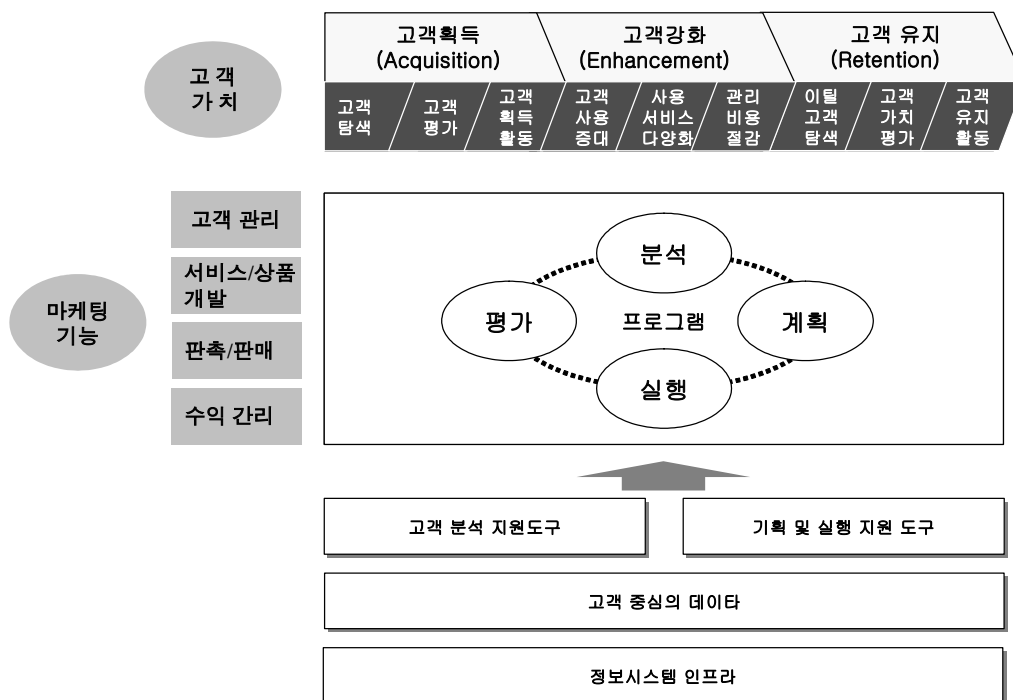 고 객
가 치
고객획득
(Acquisition)
고객강화
(Enhancement)
고객 유지
(Retention)
고객
탐색
고객
평가
고객
획득
활동
고객
사용
증대
사용
서비스
다양화
관리
비용
절감
이틸
고객
탐색
고객
가치
평가
고객
유지
활동
마케팅
기능
고객 관리
서비스/상품
개발
판촉/판매
수익 간리
분석
평가
프로그램
계획
실행
고객 분석 지원도구
기획 및 실행 지원 도구
고객 중심의 데이타
정보시스템 인프라